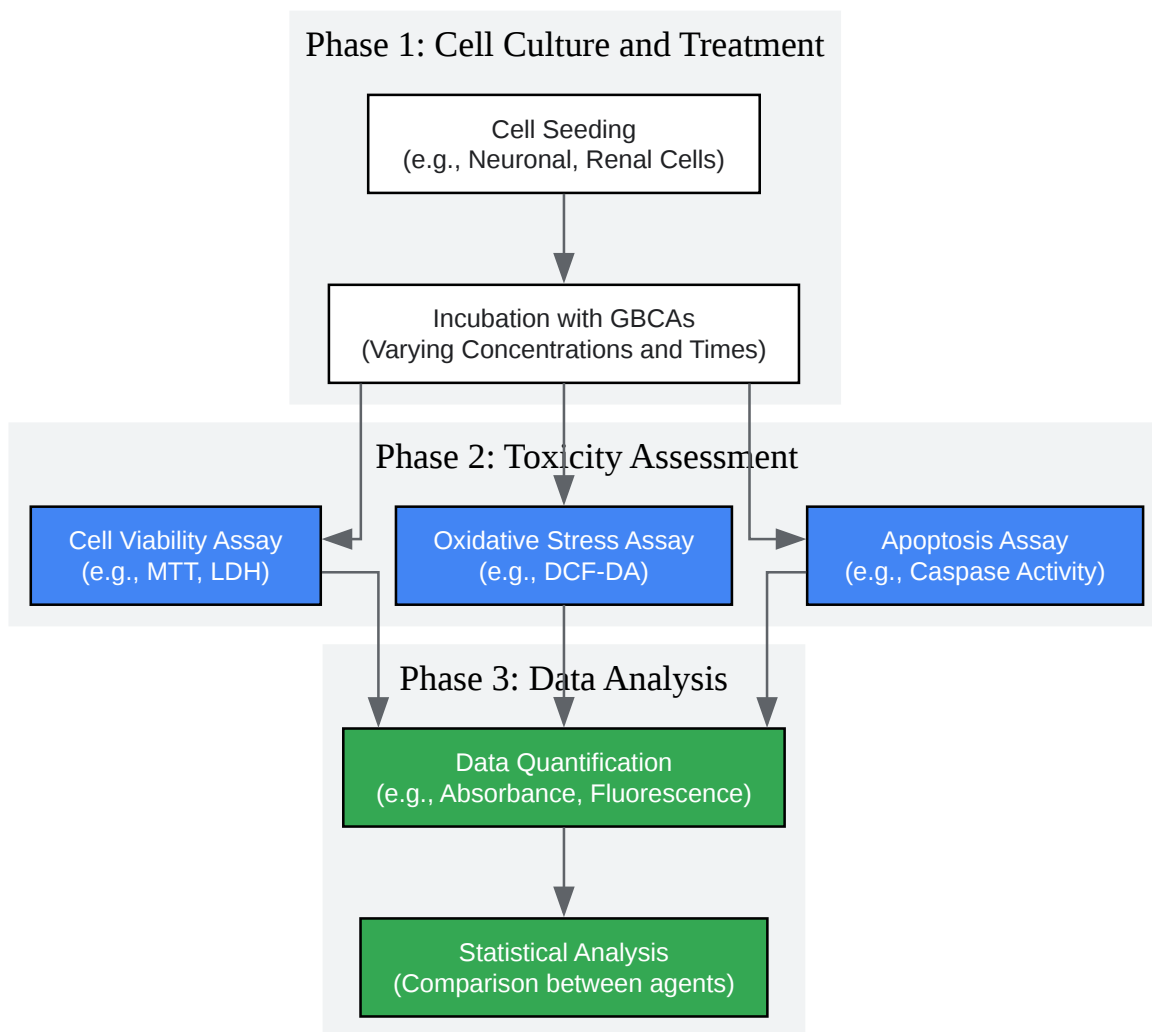 Phase 1: Cell Culture and Treatment
Cell Seeding
(e.g., Neuronal, Renal Cells)
Incubation with GBCAs
(Varying Concentrations and Times)
Phase 2: Toxicity Assessment
Cell Viability Assay
(e.g., MTT, LDH)
Oxidative Stress Assay
(e.g., DCF-DA)
Apoptosis Assay
(e.g., Caspase Activity)
Phase 3: Data Analysis
Data Quantification
(e.g., Absorbance, Fluorescence)
Statistical Analysis
(Comparison between agents)